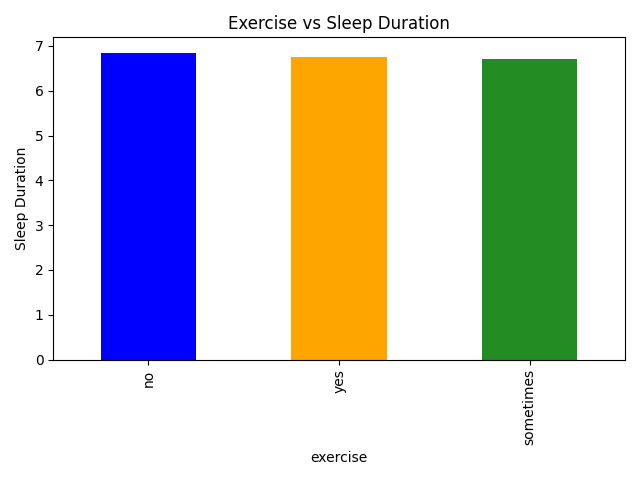 Exercise vs Sleep Duration
7
6
5
4
3
2
1
0
Sleep Duration
no
yes
sometimes
exercise